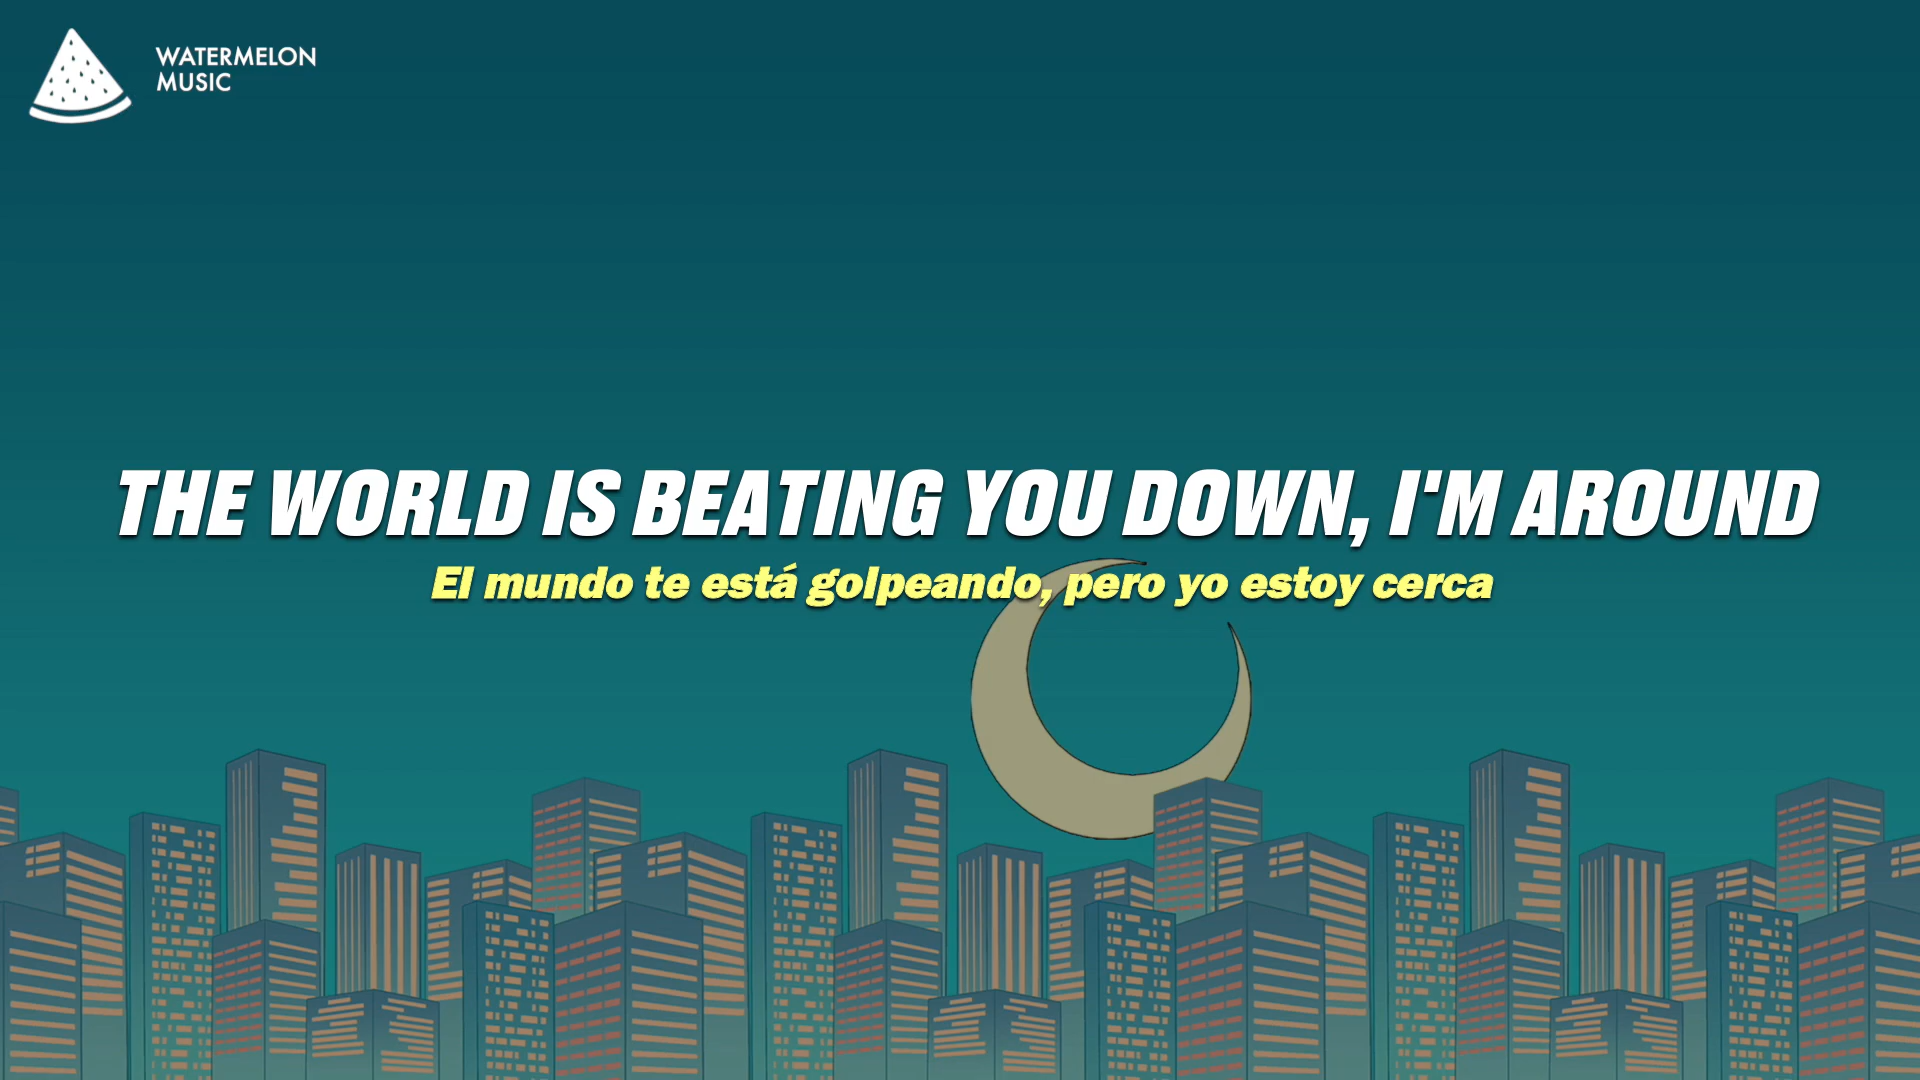 WATERMELON
MUSIC
THE WORLD IS BEATING YOU DOWN, I'M AROUND
El mundo te está golpeando, pero yo estoy cerca